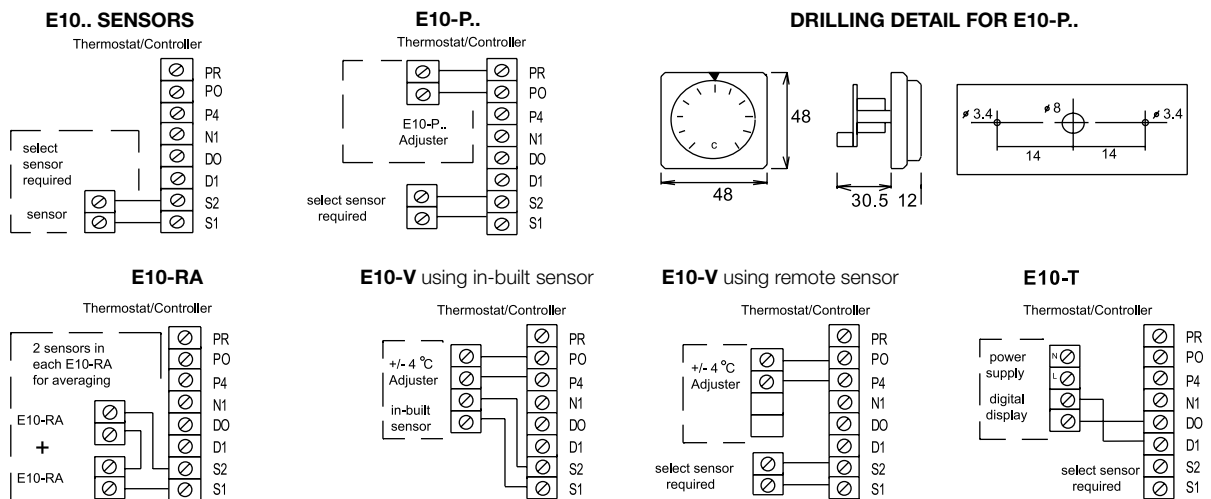 E10.. SENSORS
Thermostat/Controller
PR
PO
P4
N1
DO
D1
S2
S1
select
sensor
required
sensor
E10-P..
Thermostat/Controller
PR
PO
P4
N1
DO
D1
S2
S1
E10-P..
Adjuster
select sensor
required
DRILLING DETAIL FOR E10-P..
C
48
48
30.5 12
ø 3.4
ø 8
ø 3.4
14
14
E10-RA
Thermostat/Controller
2 sensors in
each E10-RA
for averaging
E10-RA
+
E10-RA
PR
PO
P4
N1
DO
D1
S2
S1
E10-V using in-built sensor
Thermostat/Controller
+/- 4 °C
Adjuster
in-built
sensor
PR
PO
P4
N1
DO
D1
S2
S1
E10-V using remote sensor
Thermostat/Controller
+/- 4 °C
Adjuster
select sensor
required
PR
PO
P4
N1
DO
D1
S2
S1
E10-T
Thermostat/Controller
power
supply
digital
display
N
L
select sensor
required
PR
PO
P4
N1
DO
D1
S2
S1